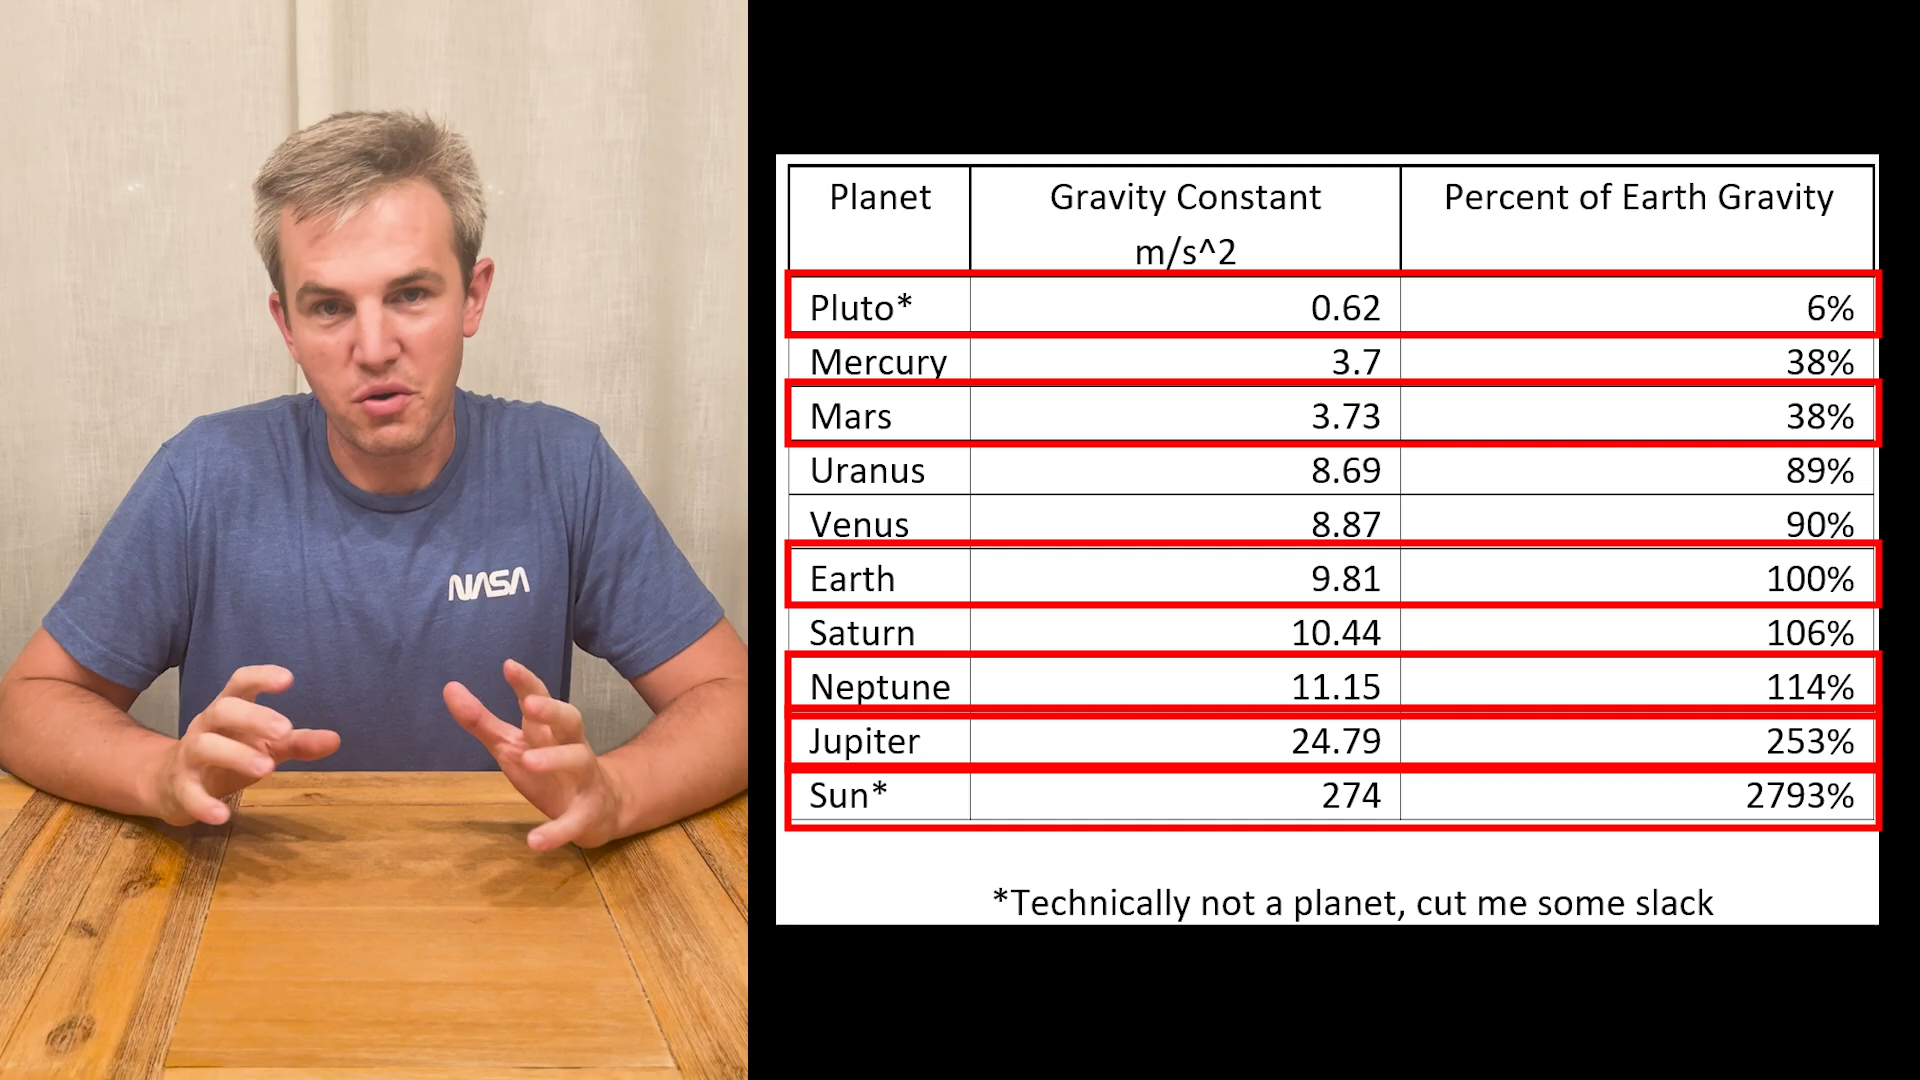 NASA
Planet Gravity Constant Percent of Earth Gravity
m/s^2
Pluto* 0.62 6%
Mercury 3.7 38%
Mars 3.73 38%
Uranus 8.69 89%
Venus 8.87 90%
Earth 9.81 100%
Saturn 10.44 106%
Neptune 11.15 114%
Jupiter 24.79 253%
Sun* 274 2793%
*Technically not a planet, cut me some slack